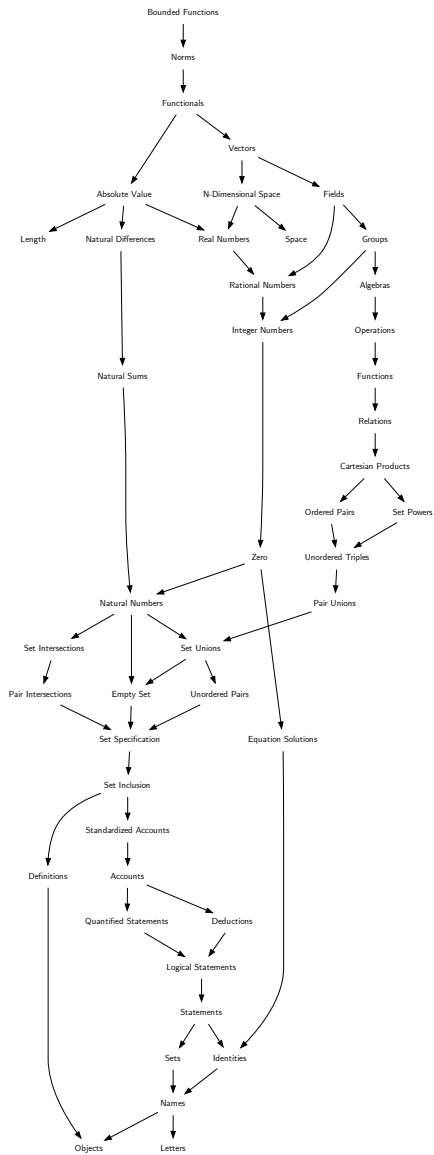 Bounded Functions
Norms
Functionals
Vectors
Absolute Value
N-Dimensional Space
Fields
Length
Natural Differences
Real Numbers
Space
Groups
Rational Numbers
Algebras
Integer Numbers
Operations
Natural Sums
Functions
Relations
Cartesian Products
Ordered Pairs
Set Powers
Zero
Unordered Triples
Natural Numbers
Pair Unions
Set Intersections
Set Unions
Pair Intersections
Empty Set
Unordered Pairs
Set Specification
Equation Solutions
Set Inclusion
Standardized Accounts
Definitions
Accounts
Quantified Statements
Deductions
Logical Statements
Statements
Sets
Identities
Names
Objects
Letters